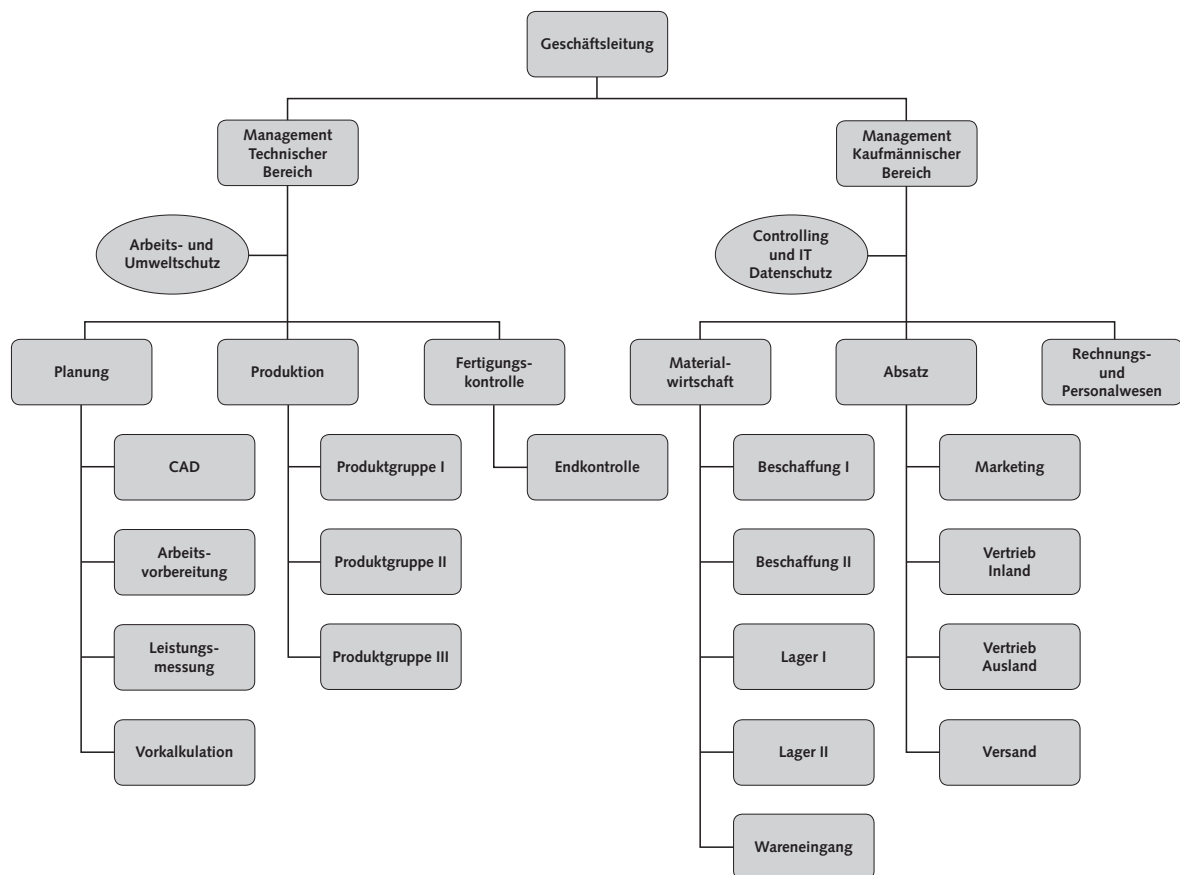 Geschäftsleitung
Management
Technischer
Bereich
Management
Kaufmännischer
Bereich
Arbeits- und
Umweltschutz
Controlling
und IT
Datenschutz
Planung
Produktion
Fertigungs-
kontrolle
Material-
wirtschaft
Absatz
Rechnungs-
und
Personalwesen
CAD
Produktgruppe I
Endkontrolle
Beschaffung I
Marketing
Arbeits-
vorbereitung
Produktgruppe II
Beschaffung II
Vertrieb
Inland
Leistungs-
messung
Produktgruppe III
Lager I
Vertrieb
Ausland
Vorkalkulation
Lager II
Versand
Wareneingang